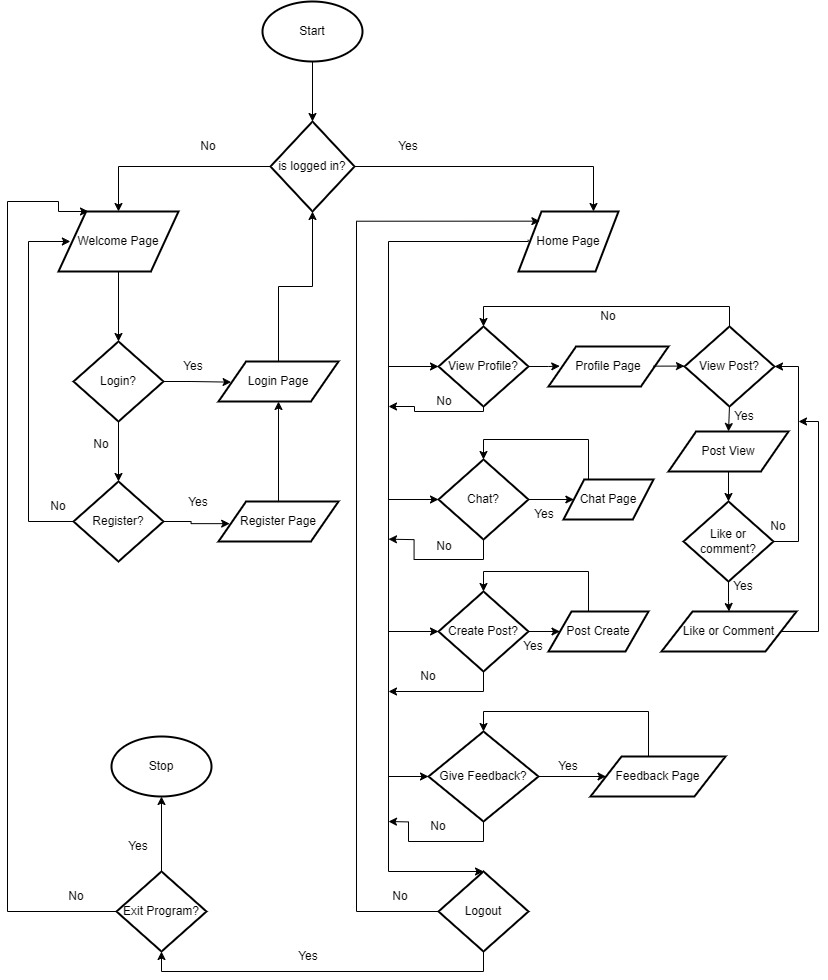 Start
No
Yes
is logged in?
Welcome Page
Home Page
No
View Profile?
Profile Page
View Post?
Yes
Login?
Login Page
No
Yes
No
Post View
Chat?
Chat Page
Yes
No
Yes
Register?
Register Page
No
Like or
comment?
No
Yes
Create Post?
Post Create
Yes
Like or Comment
No
Stop
Give Feedback?
Yes
Feedback Page
No
Yes
No
Exit Program?
No
Logout
Yes